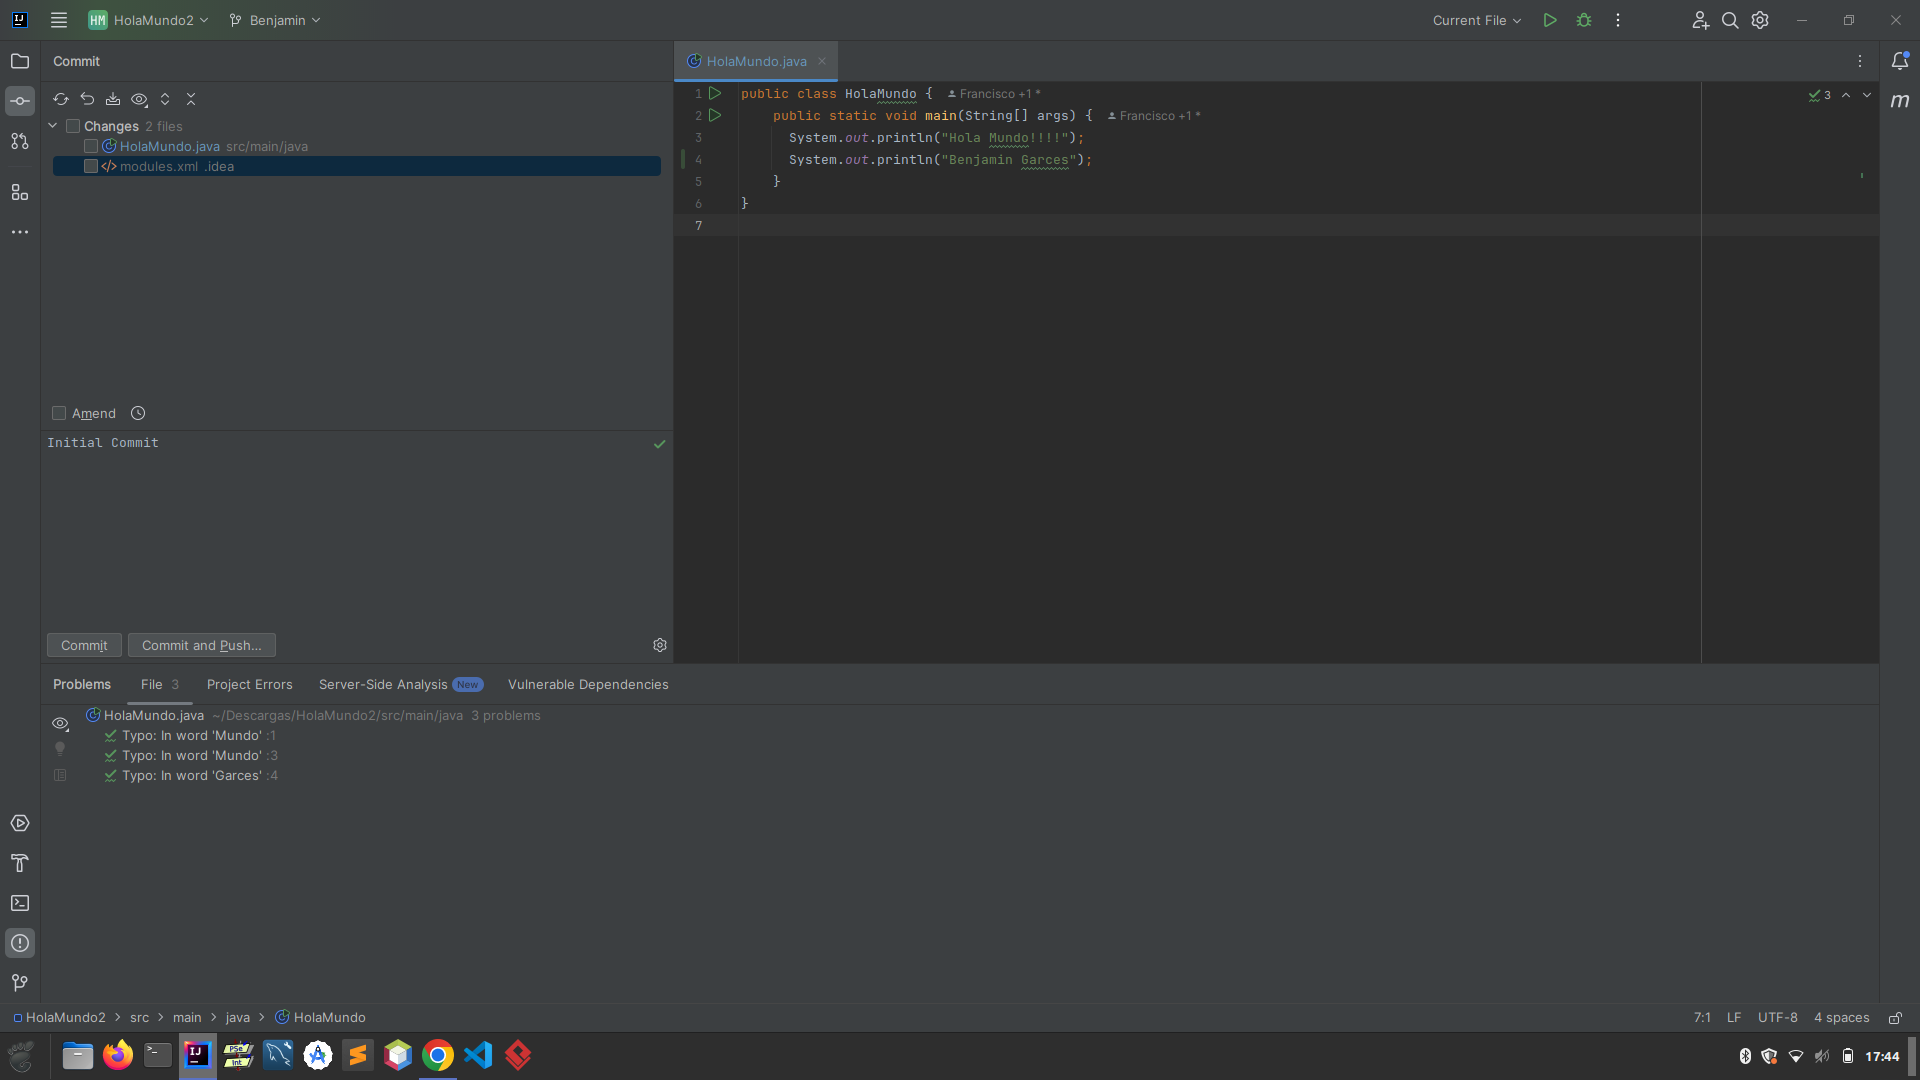 HM HolaMundo2 Benjamin Current File
Commit
HolaMundo.java
Changes 2 files
HolaMundo.java src/main/java
modules.xml .idea
Amend
Initial Commit
Commit Commit and Push...
1 public class HolaMundo { Francisco +1 *
2 public static void main(String[] args) { Francisco +1 *
3 System.out.println("Hola Mundo!!!!");
4 System.out.println("Benjamin Garces");
5 }
6 }
7
3
m
Problems File 3 Project Errors Server-Side Analysis New Vulnerable Dependencies
HolaMundo.java ~/Descargas/HolaMundo2/src/main/java 3 problems
Typo: In word 'Mundo' :1
Typo: In word 'Mundo' :3
Typo: In word 'Garces' :4
HolaMundo2 > src > main > java > HolaMundo 7:1 LF UTF-8 4 spaces
IJ PSe Int 17:44